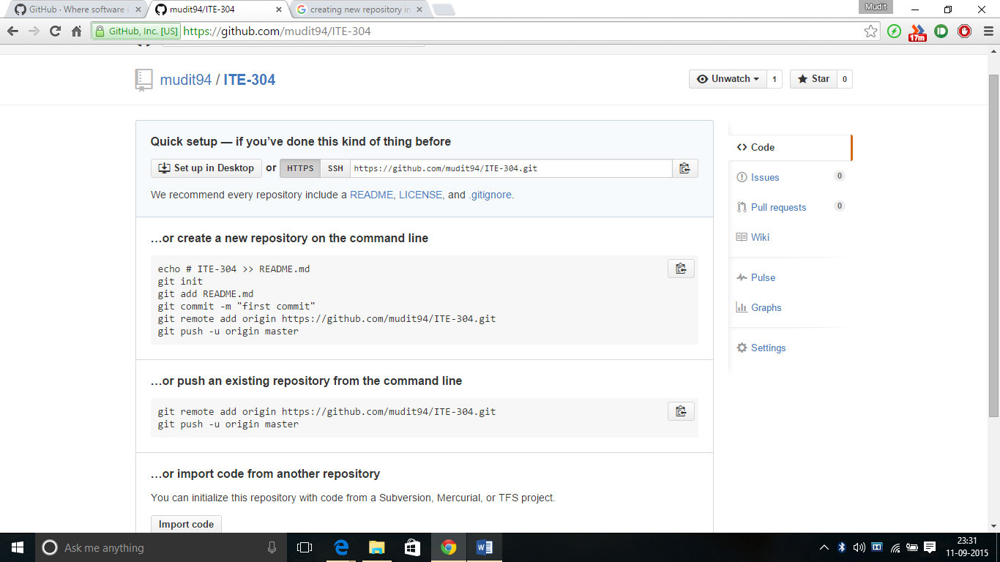 GitHub · Where software i
mudit94/ITE-304
creating new repository in
Mudit
GitHub, Inc. [US]
https://github.com/mudit94/ITE-304
17m
mudit94 / ITE-304
Unwatch
1
Star
0
Quick setup — if you’ve done this kind of thing before
Set up in Desktop
or
HTTPS
SSH
https://github.com/mudit94/ITE-304.git
We recommend every repository include a README, LICENSE, and .gitignore.
…or create a new repository on the command line
echo # ITE-304 >> README.md
git init
git add README.md
git commit -m "first commit"
git remote add origin https://github.com/mudit94/ITE-304.git
git push -u origin master
…or push an existing repository from the command line
git remote add origin https://github.com/mudit94/ITE-304.git
git push -u origin master
…or import code from another repository
You can initialize this repository with code from a Subversion, Mercurial, or TFS project.
Import code
Code
Issues
0
Pull requests
0
Wiki
Pulse
Graphs
Settings
Ask me anything
23:31
11-09-2015